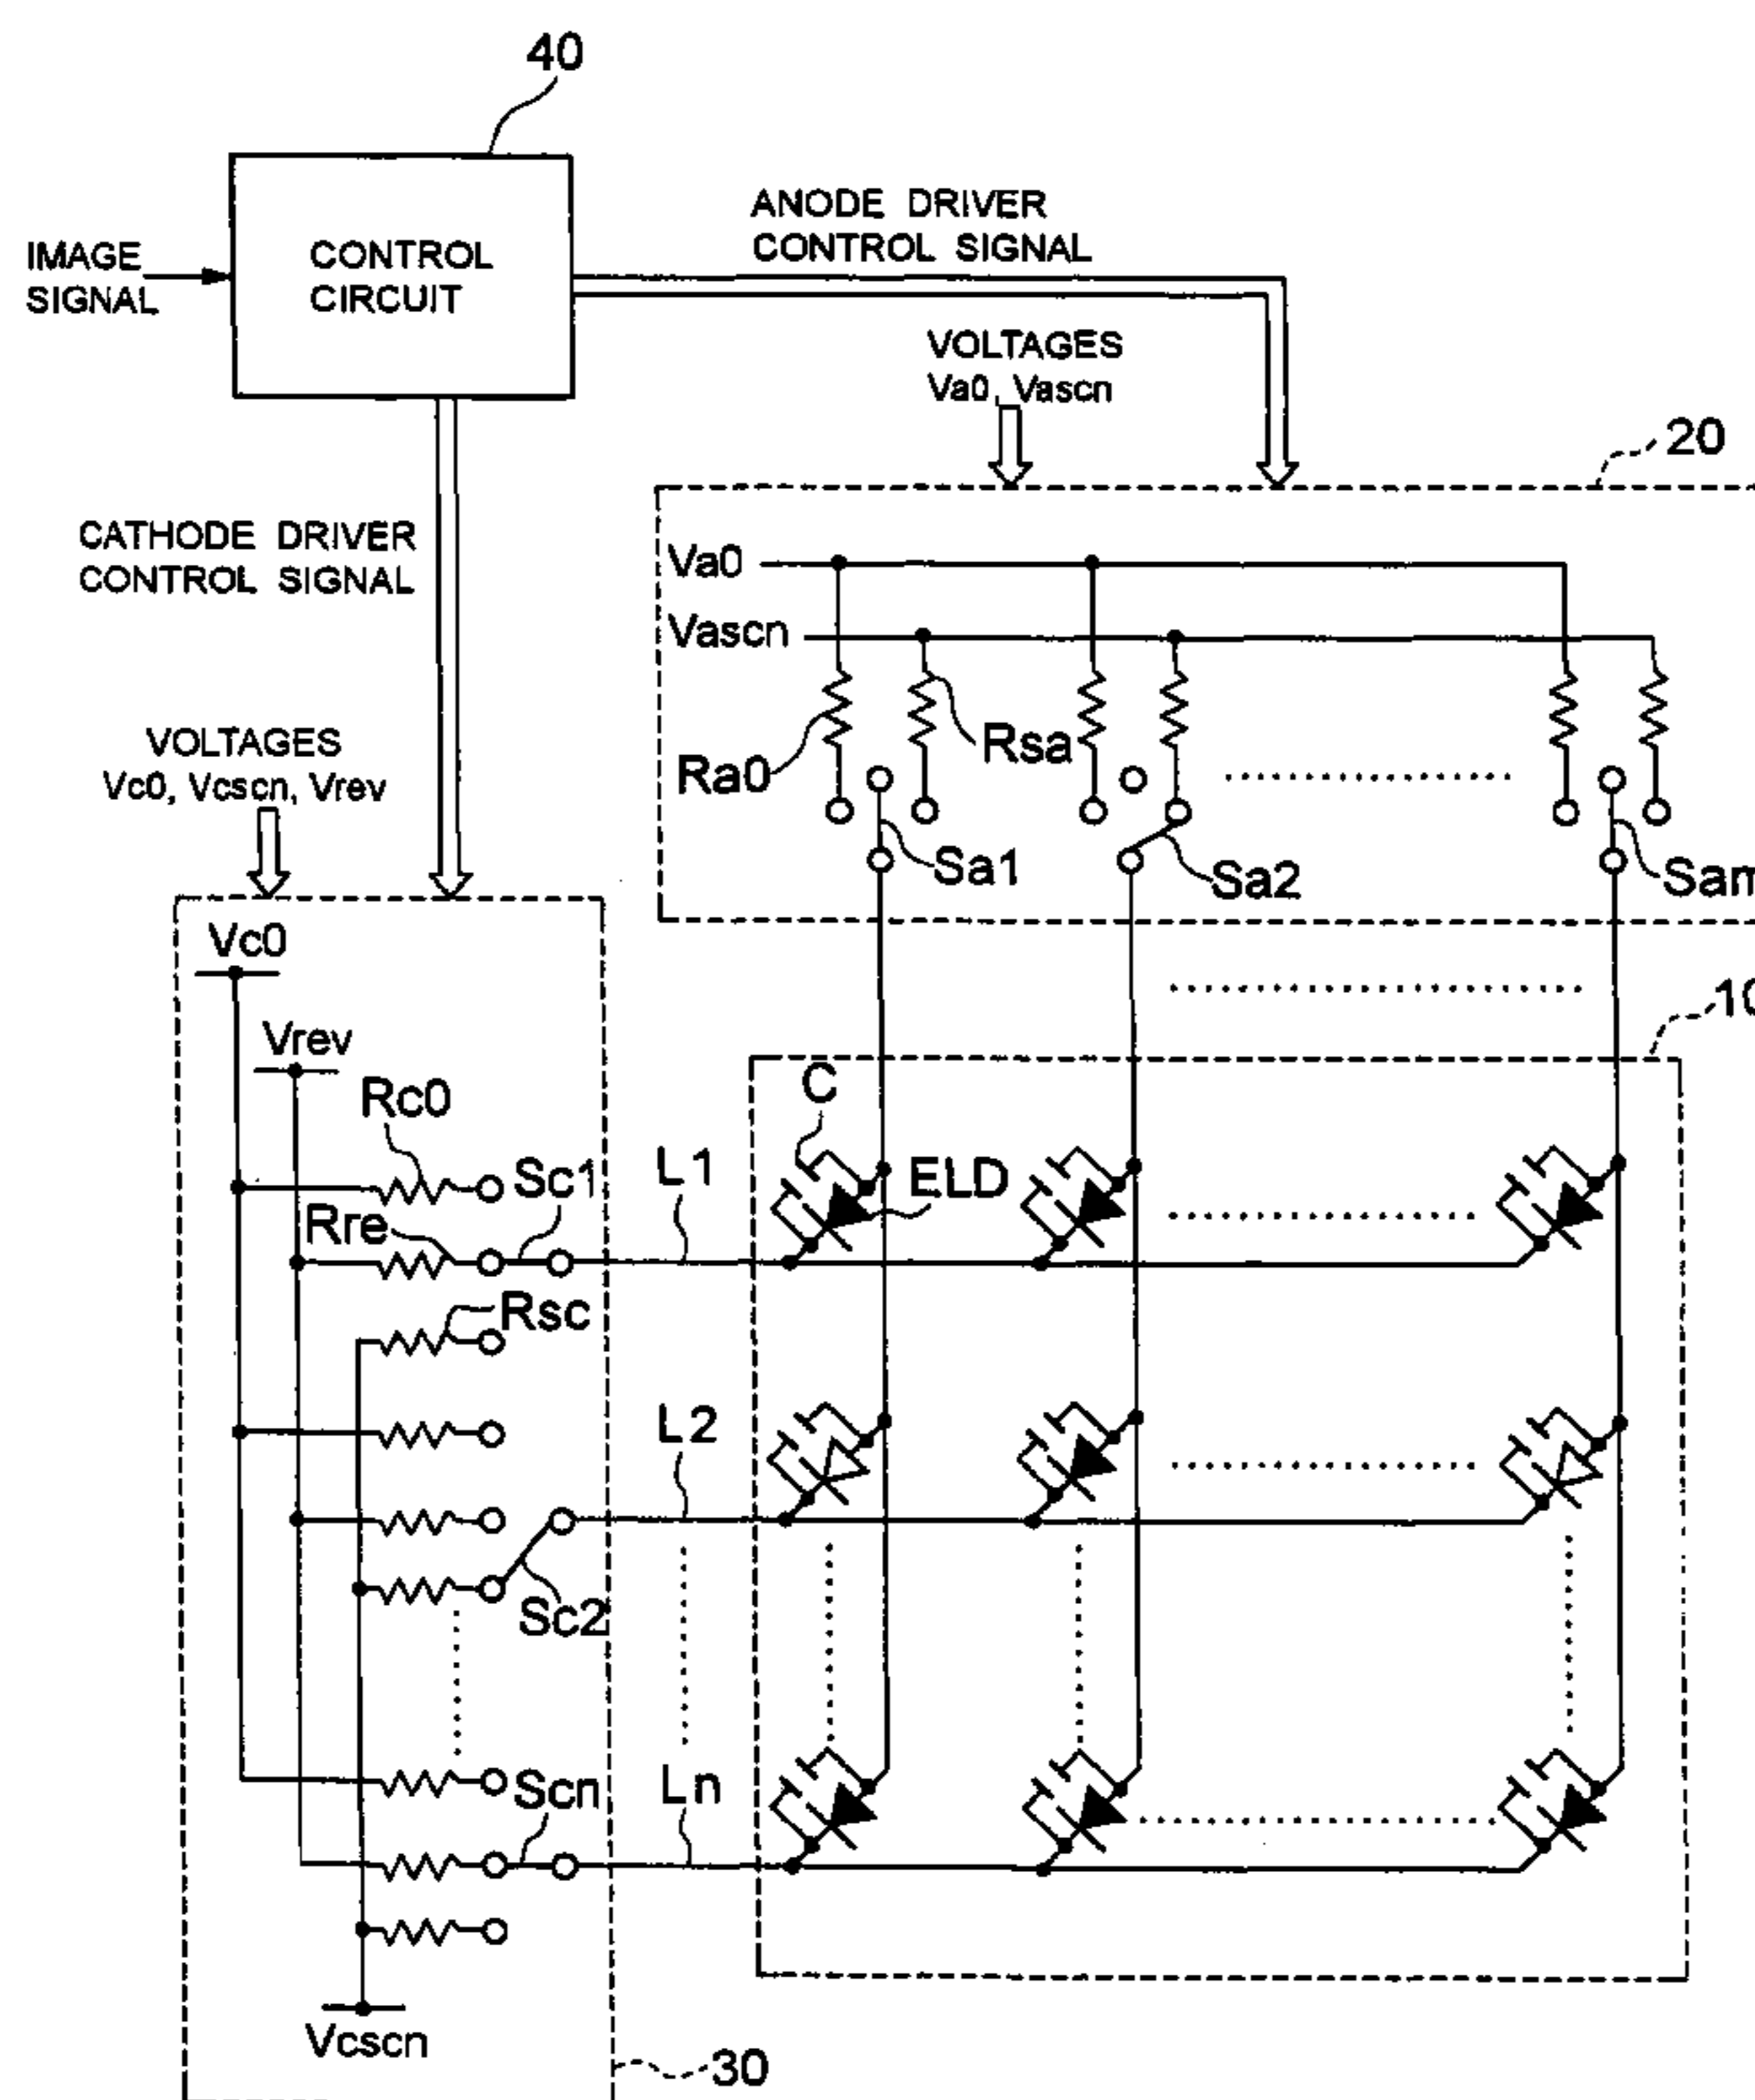 40
IMAGE
SIGNAL
CONTROL
CIRCUIT
ANODE DRIVER
CONTROL SIGNAL
VOLTAGES
Va0, Vascn
20
CATHODE DRIVER
CONTROL SIGNAL
Va0
Vascn
VOLTAGES
Vc0, Vcscn, Vrev
Ra0
Rsa
Sa1
Sa2
Sam
Vc0
Vrev
10
Rc0
C
Sc1
L1
ELD
Rre
Rsc
L2
Sc2
Scn
Ln
Vcscn
30